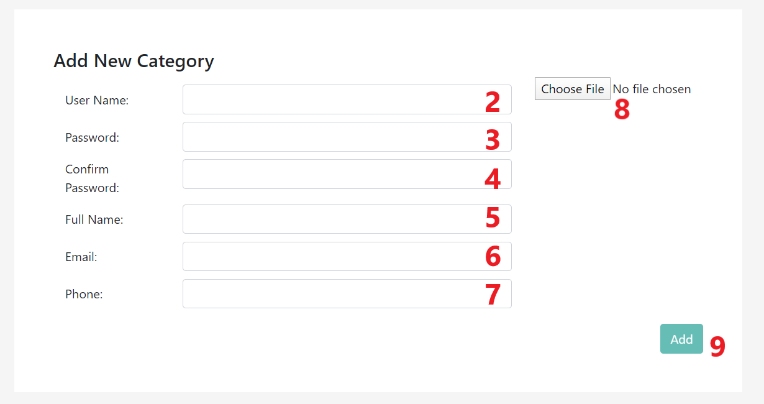 Add New Category
User Name: 2
Choose File No file chosen
8
Password: 3
Confirm
Password: 4
Full Name: 5
Email: 6
Phone: 7
Add 9